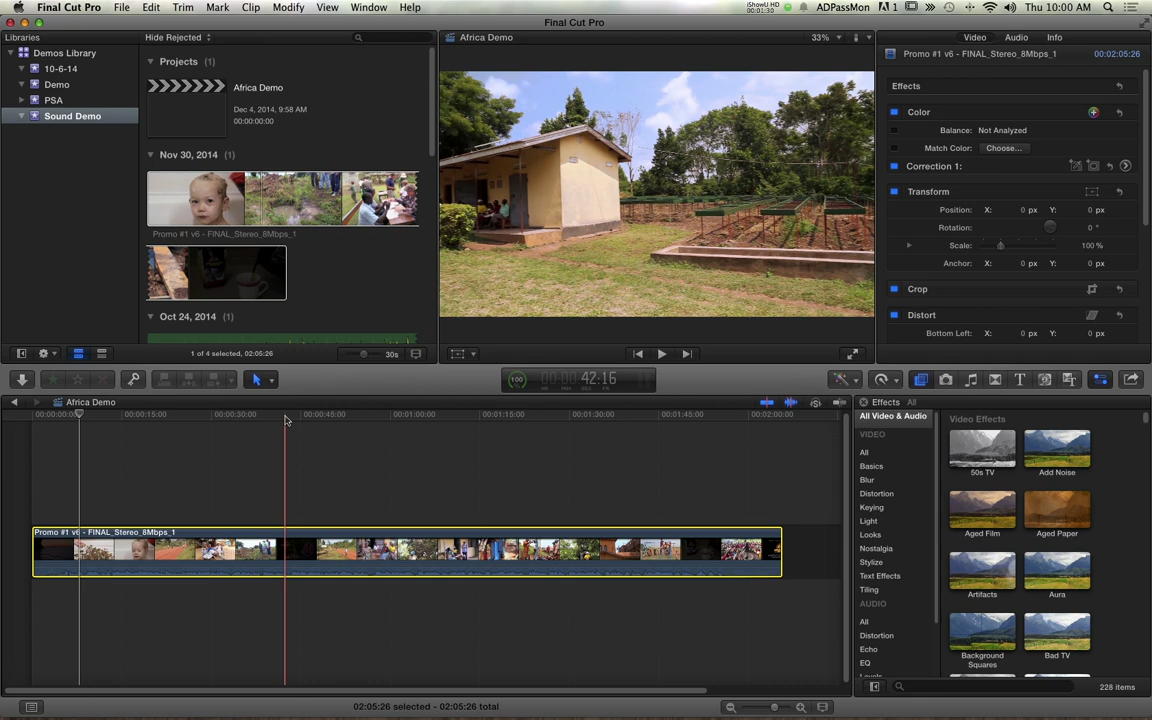 Final Cut Pro File Edit Trim Mark Clip Modify View Window Help
iShowU HD
00:01:30
ADPassMon
1
Thu 10:00 AM
Final Cut Pro
Libraries
Hide Rejected
Demos Library
10-6-14
Demo
PSA
Sound Demo
Projects (1)
Africa Demo
Dec 4, 2014, 9:58 AM
00:00:00:00
Nov 30, 2014 (1)
Promo #1 v6 - FINAL_Stereo_8Mbps_1
Oct 24, 2014 (1)
1 of 4 selected, 02:05:26
30s
Africa Demo
33%
Video Audio Info
Promo #1 v6 - FINAL_Stereo_8Mbps_1 00:02:05:26
Effects
Color
Balance: Not Analyzed
Match Color: Choose...
Correction 1:
Transform
Position: X: 0 px Y: 0 px
Rotation: 0 °
Scale: 100 %
Anchor: X: 0 px Y: 0 px
Crop
Distort
Bottom Left: X: 0 px Y: 0 px
100 00:00:42:16
Africa Demo
00:00:00:00 00:00:15:00 00:00:30:00 00:00:45:00 00:01:00:00 00:01:15:00 00:01:30:00 00:01:45:00 00:02:00:00
Promo #1 v6 - FINAL_Stereo_8Mbps_1
02:05:26 selected - 02:05:26 total
Effects All
All Video & Audio
VIDEO
All
Basics
Blur
Distortion
Keying
Light
Looks
Nostalgia
Stylize
Text Effects
Tiling
AUDIO
All
Distortion
Echo
EQ
Levels
Video Effects
50s TV
Add Noise
Aged Film
Aged Paper
Artifacts
Aura
Background Squares
Bad TV
228 items